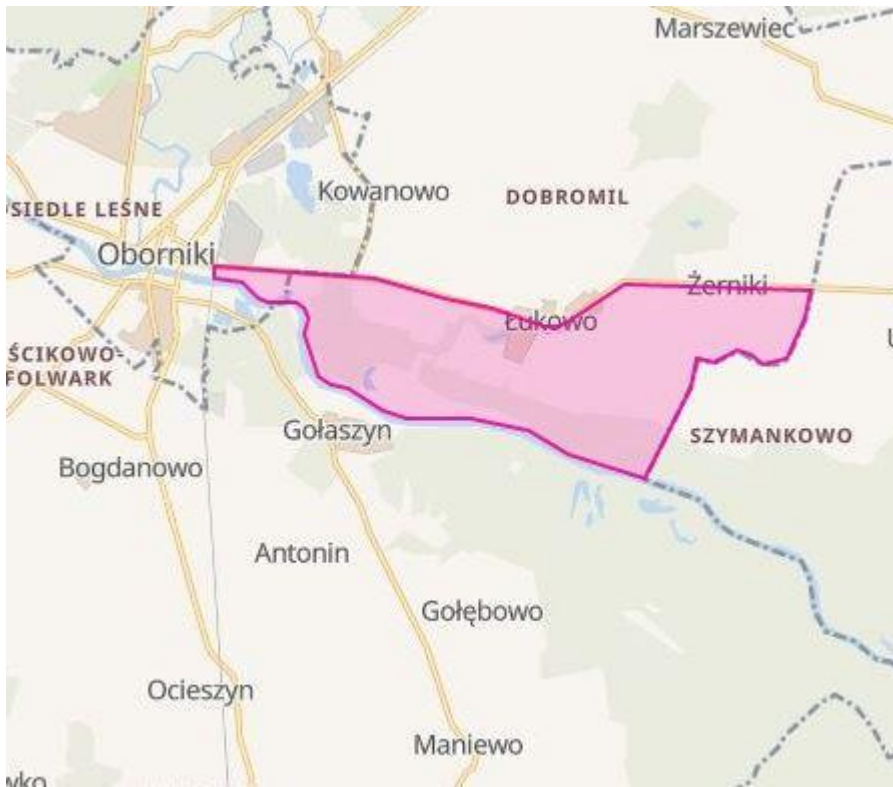 Marszewiec
Kowanowo
DOBROMIL
SIEDLE LEŚNE
Oborniki
Żerniki
Łukowo
ŚCIKOWO-
FOLWARK
Gołaszyn
SZYMANKOWO
Bogdanowo
Antonin
Gołębowo
Ocieszyn
Maniewo